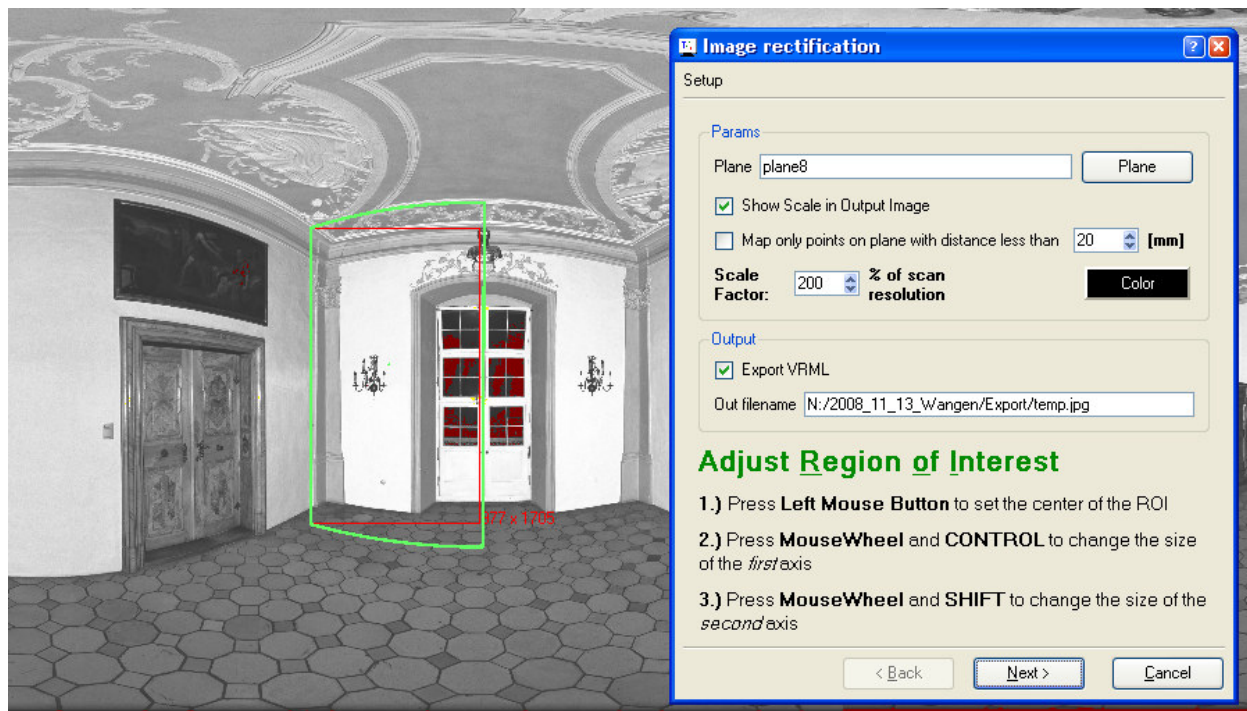 Image rectification
Setup
Params
Plane plane8 Plane
Show Scale in Output Image
Map only points on plane with distance less than 20 [mm]
Scale Factor: 200 % of scan resolution Color
Output
Export VRML
Out filename N:/2008_11_13_Wangen/Export/temp.jpg
Adjust Region of Interest
1.) Press Left Mouse Button to set the center of the ROI
2.) Press MouseWheel and CONTROL to change the size
of the first axis
3.) Press MouseWheel and SHIFT to change the size of the
second axis
< Back Next > Cancel
x 1705